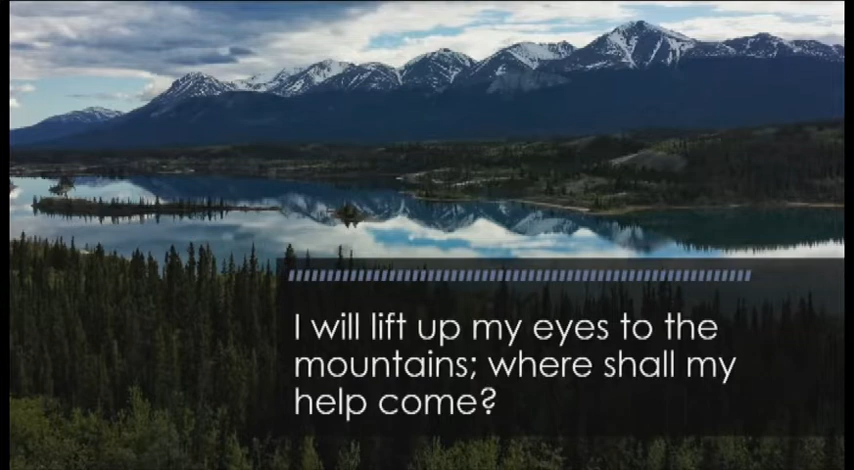 I will lift up my eyes to the
mountains; where shall my
help come?